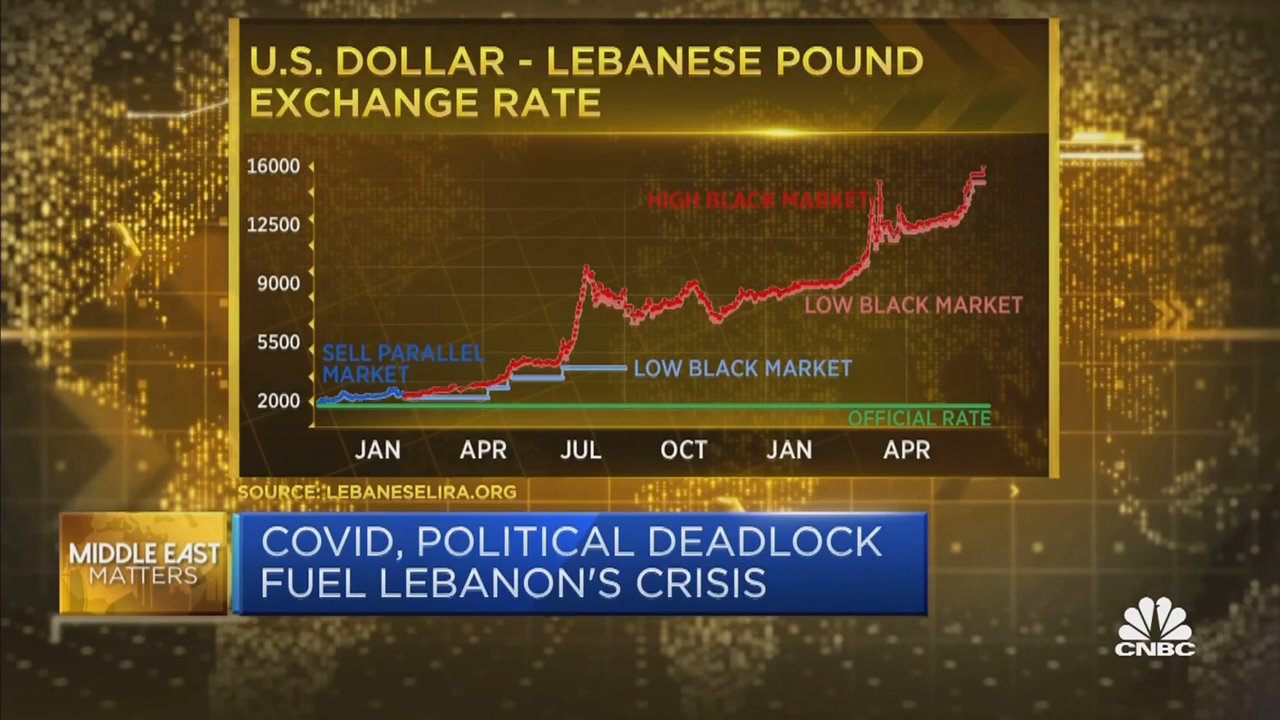 U.S. DOLLAR - LEBANESE POUND
EXCHANGE RATE
16000
12500
9000
5500
2000
HIGH BLACK MARKET
LOW BLACK MARKET
SELL PARALLEL
MARKET
LOW BLACK MARKET
OFFICIAL RATE
JAN APR JUL OCT JAN APR
SOURCE: LEBANESELIRA.ORG
MIDDLE EAST
MATTERS
COVID, POLITICAL DEADLOCK
FUEL LEBANON'S CRISIS
CNBC